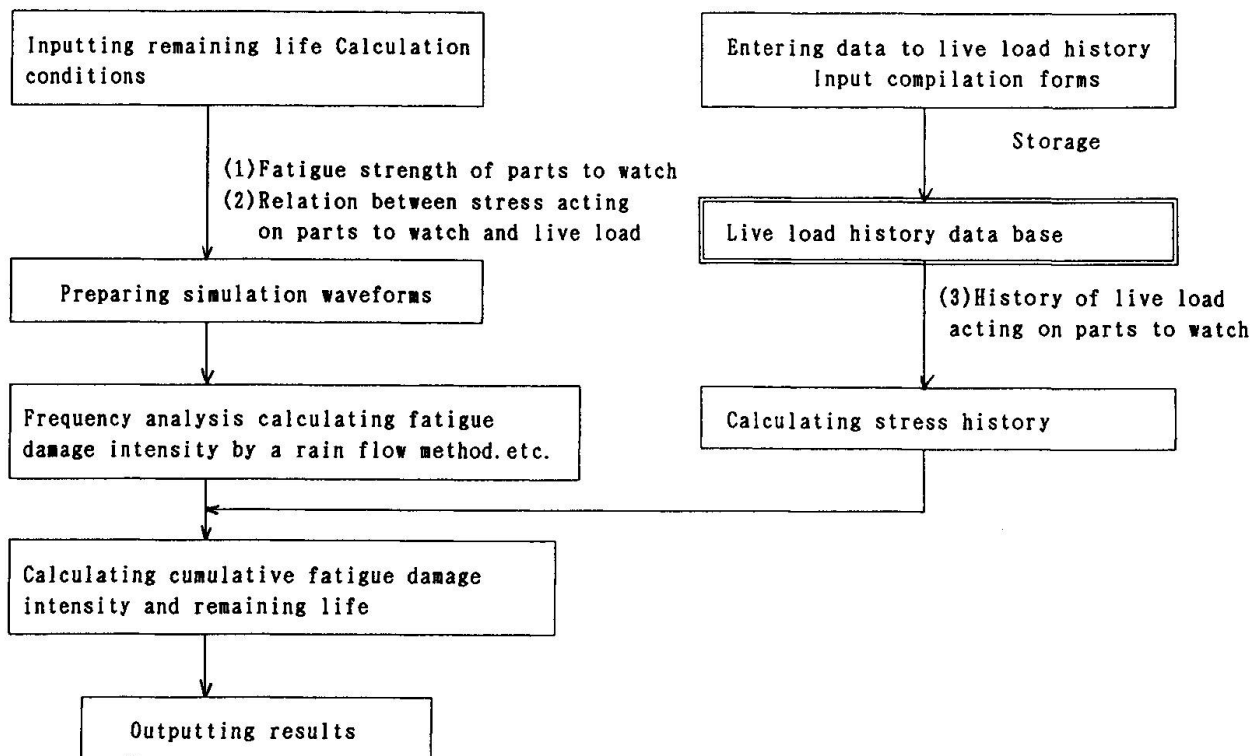 Inputting remaining life Calculation
conditions
(1)Fatigue strength of parts to watch
(2)Relation between stress acting
on parts to watch and live load
Preparing simulation waveforms
Frequency analysis calculating fatigue
damage intensity by a rain flow method.etc.
Entering data to live load history
Input compilation forms
Storage
Live load history data base
(3)History of live load
acting on parts to watch
Calculating stress history
Calculating cumulative fatigue damage
intensity and remaining life
Outputting results